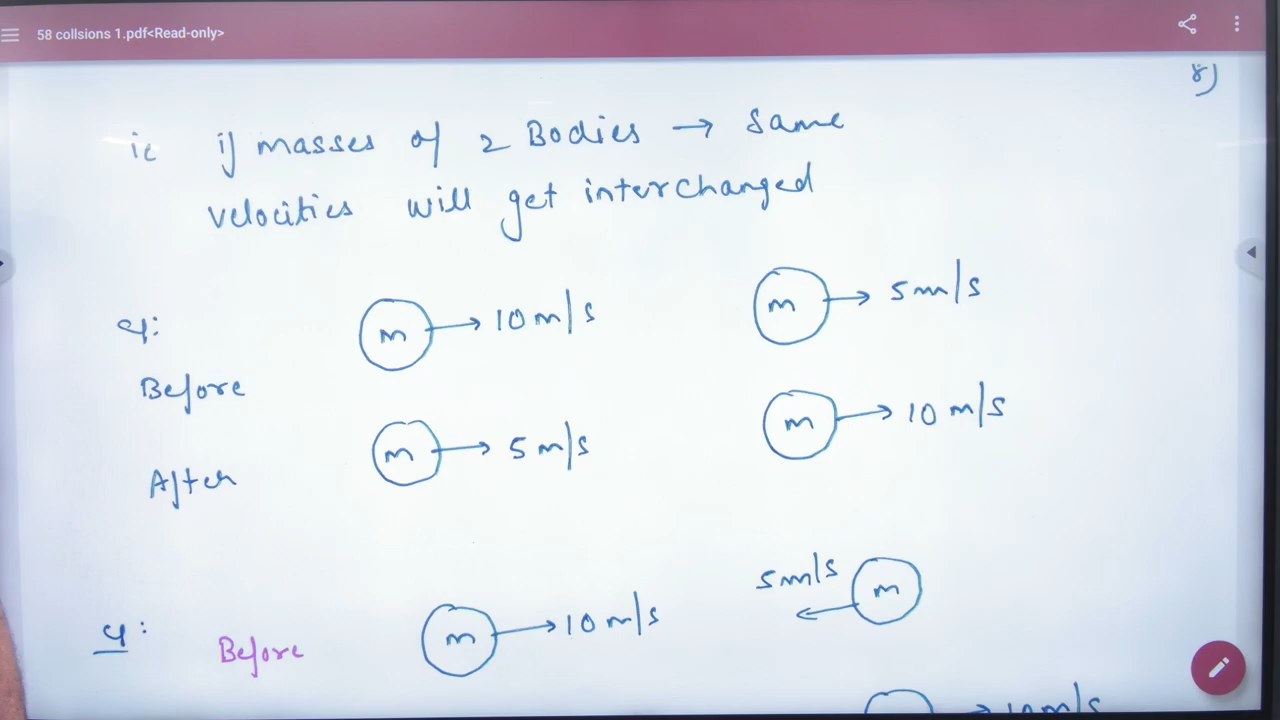 58 collsions 1.pdf<Read-only>
8)
ie if masses of 2 Bodies → same
velocities will get interchanged
eg:
m → 10 m/s m → 5 m/s
Before
m → 5 m/s m → 10 m/s
After
5 m/s ← m
eg: Before m → 10 m/s
→ 10 m/s